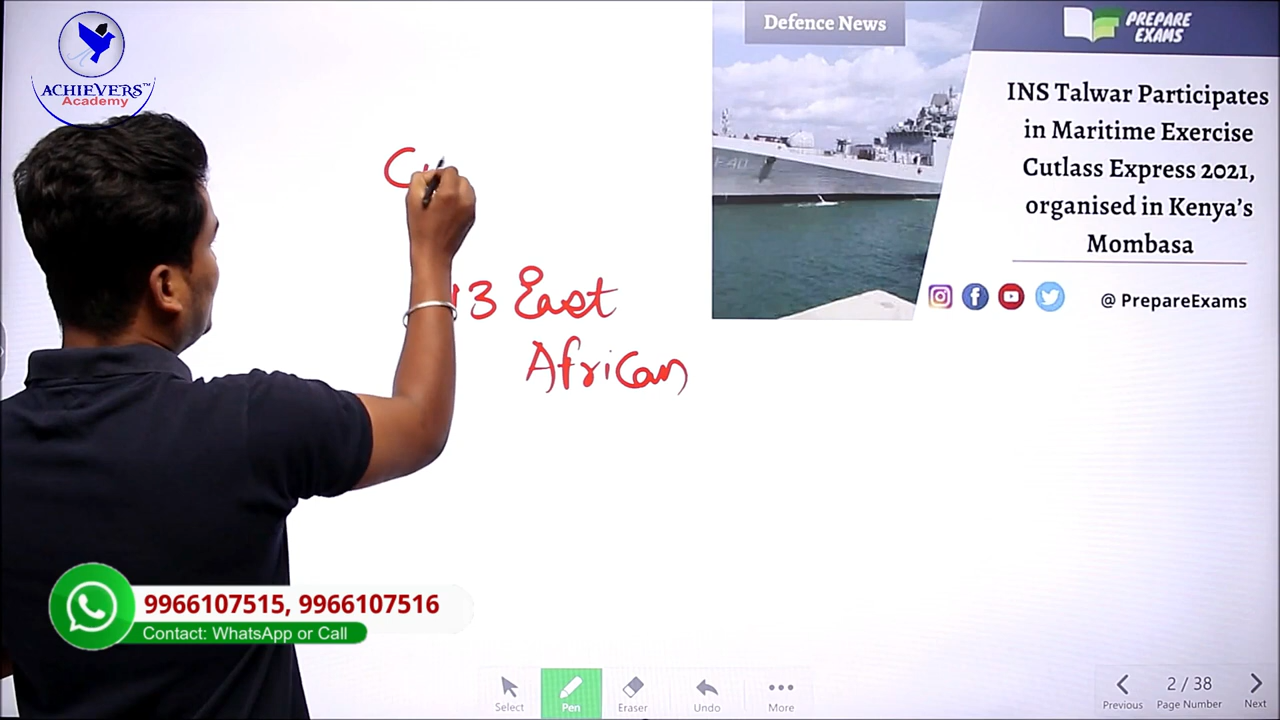 ACHIEVERS™
Academy
Defence News
PREPARE
EXAMS
INS Talwar Participates
in Maritime Exercise
Cutlass Express 2021,
organised in Kenya's
Mombasa
@ PrepareExams
F40
13 East
African
9966107515, 9966107516
Contact: WhatsApp or Call
Select
Pen
Eraser
Undo
More
Previous
2 / 38
Page Number
Next